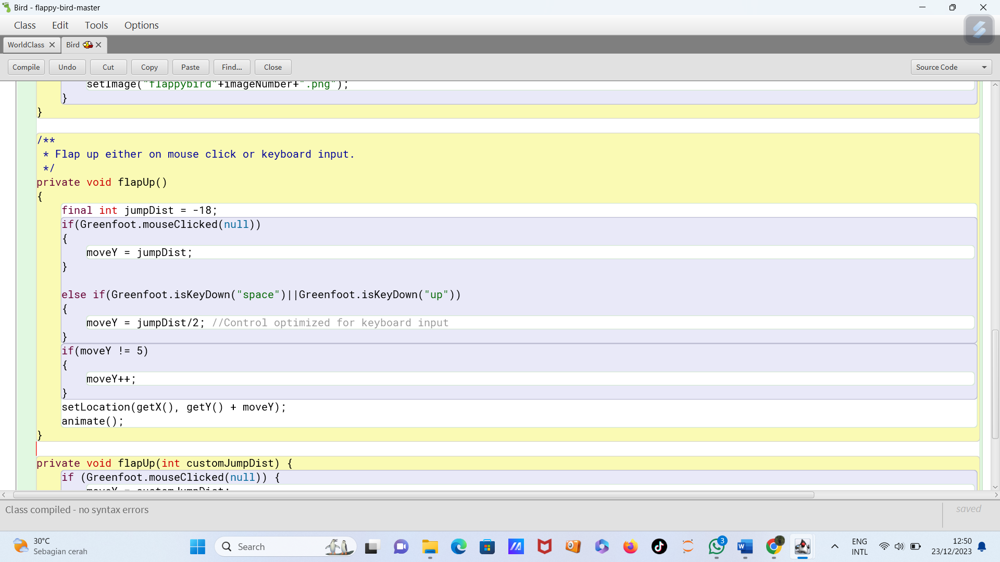 Bird - flappy-bird-master
Class Edit Tools Options
WorldClass Bird
Compile Undo Cut Copy Paste Find... Close Source Code
setImage("flappybird"+imageNumber+".png");
}
}
/**
* Flap up either on mouse click or keyboard input.
*/
private void flapUp()
{
final int jumpDist = -18;
if(Greenfoot.mouseClicked(null))
{
moveY = jumpDist;
}
else if(Greenfoot.isKeyDown("space")||Greenfoot.isKeyDown("up"))
{
moveY = jumpDist/2; //Control optimized for keyboard input
}
if(moveY != 5)
{
moveY++;
}
setLocation(getX(), getY() + moveY);
animate();
}
private void flapUp(int customJumpDist) {
if (Greenfoot.mouseClicked(null)) {
moveY = customJumpDist;
Class compiled - no syntax errors
saved
30°C
Sebagian cerah
Search
3
ENG
INTL
12:50
23/12/2023